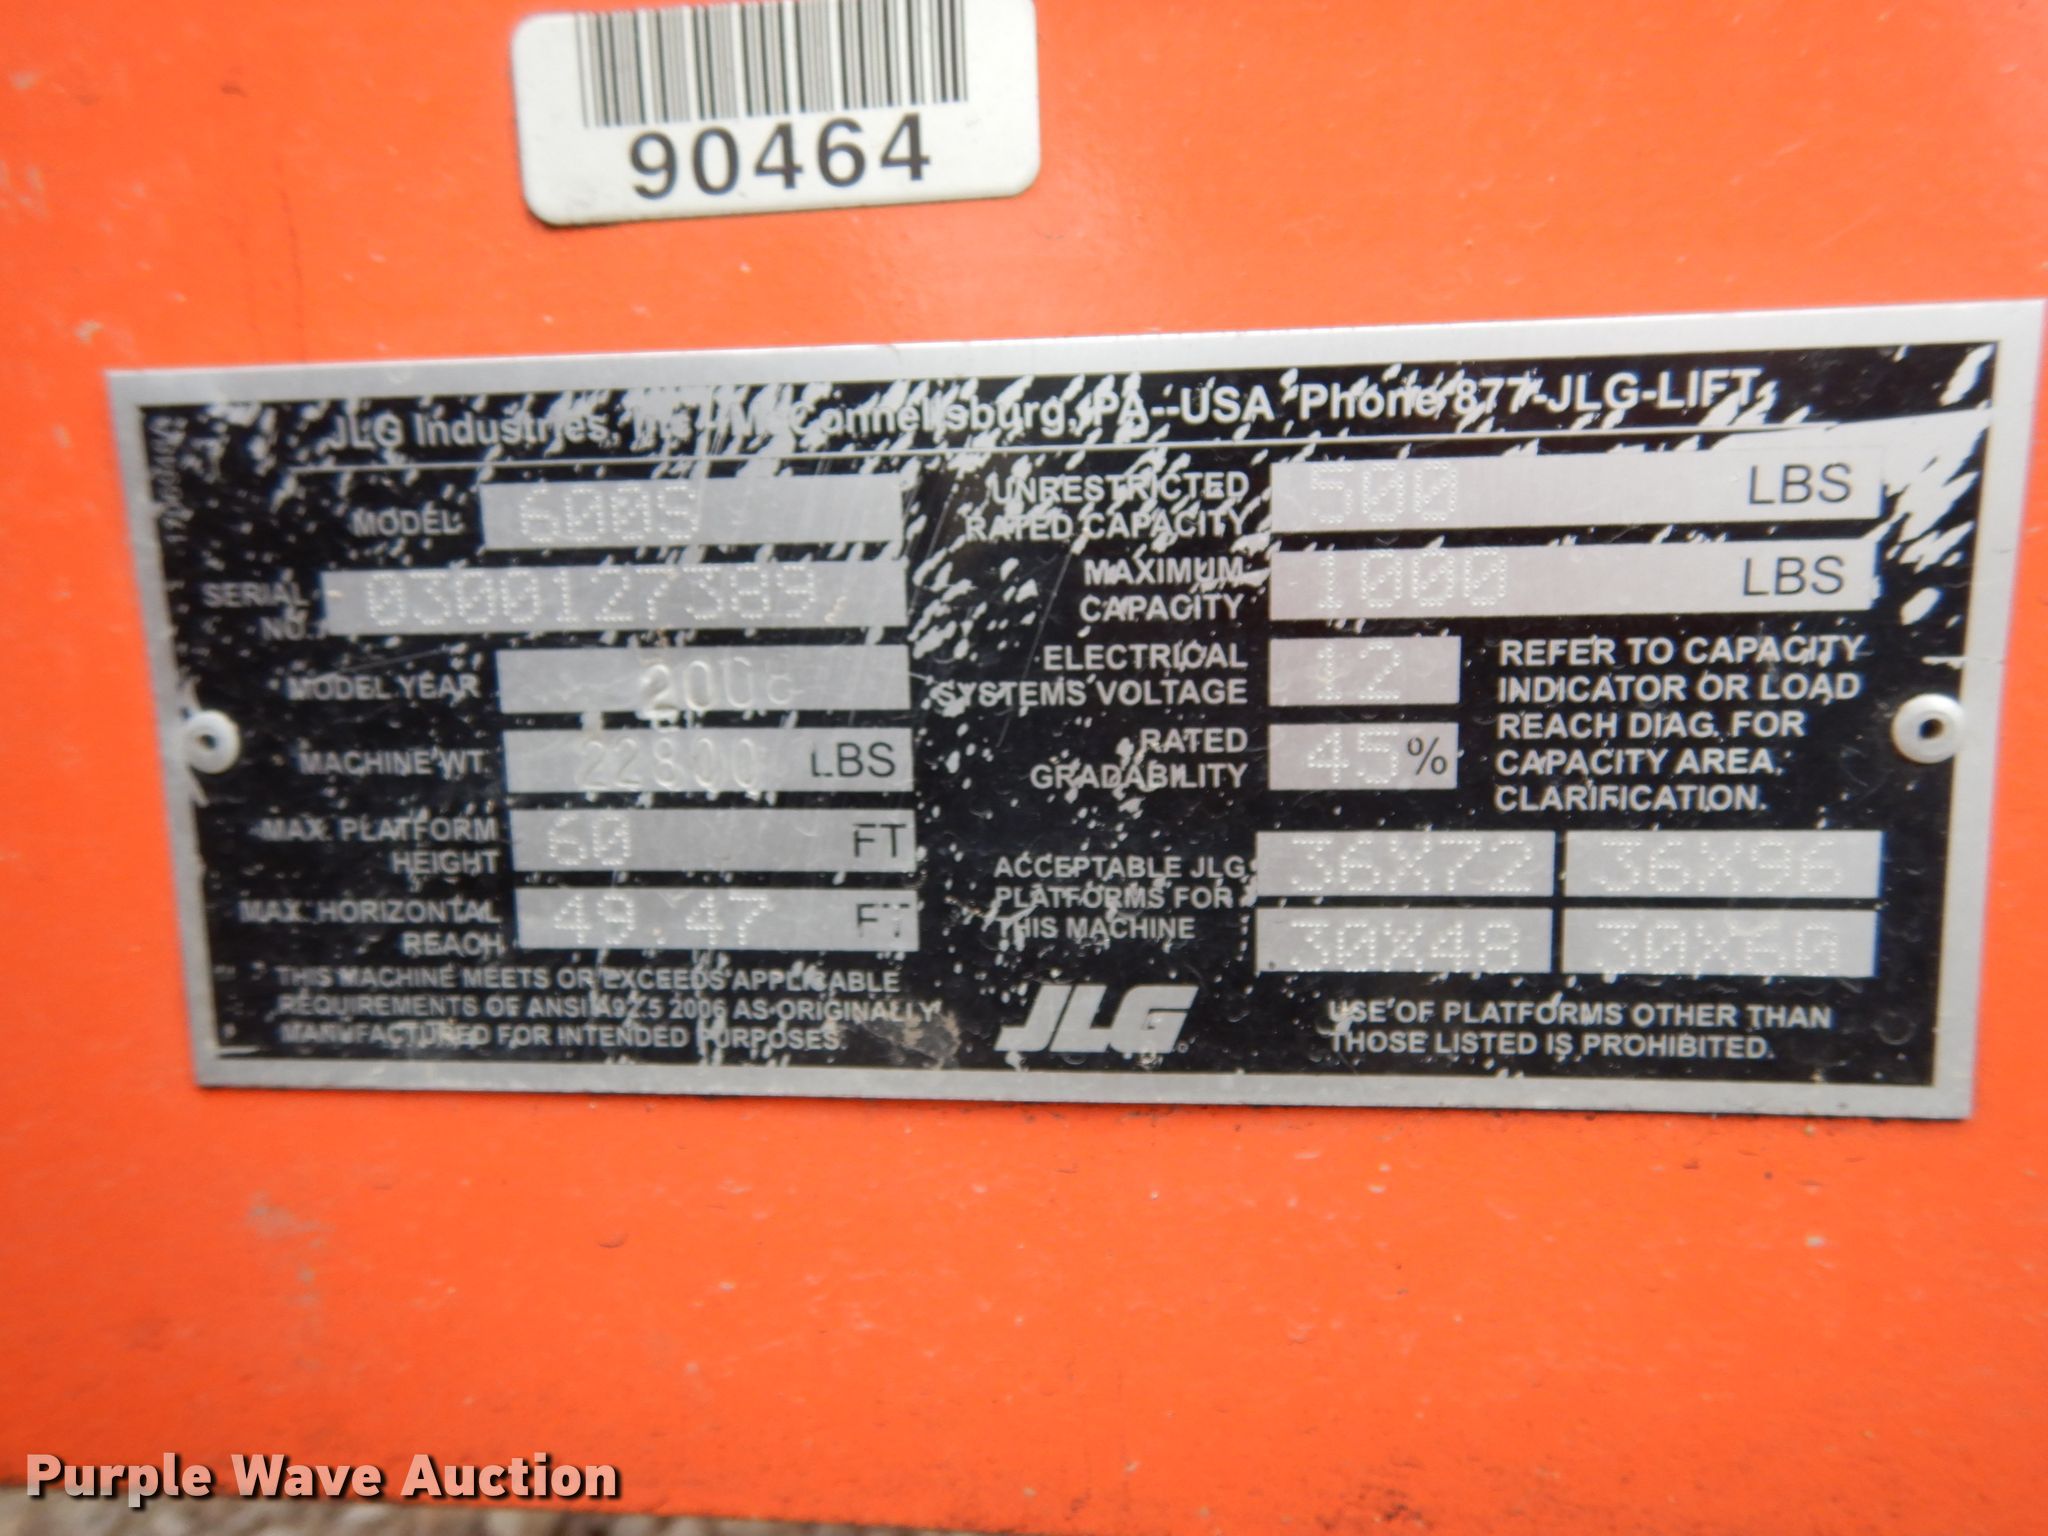 90464
JLG Industries, Inc. McConnellsburg, PA--USA Phone 877-JLG-LIFT
MODEL 600S
SERIAL NO. 0300127389
MODEL YEAR
MACHINE WT. 22800 LBS
MAX. PLATFORM HEIGHT 60 FT
MAX. HORIZONTAL REACH 49.47 FT
THIS MACHINE MEETS OR EXCEEDS APPLICABLE
REQUIREMENTS OF ANSI A92.5 2006 AS ORIGINALLY
MANUFACTURED FOR INTENDED PURPOSES.
UNRESTRICTED RATED CAPACITY 500 LBS
MAXIMUM CAPACITY 1000 LBS
ELECTRICAL SYSTEMS VOLTAGE 12
RATED GRADABILITY 45%
REFER TO CAPACITY
INDICATOR OR LOAD
REACH DIAG. FOR
CAPACITY AREA.
CLARIFICATION.
ACCEPTABLE JLG
PLATFORMS FOR
THIS MACHINE
36X72 36X96
30X48 30X60
JLG
USE OF PLATFORMS OTHER THAN
THOSE LISTED IS PROHIBITED.
Purple Wave Auction